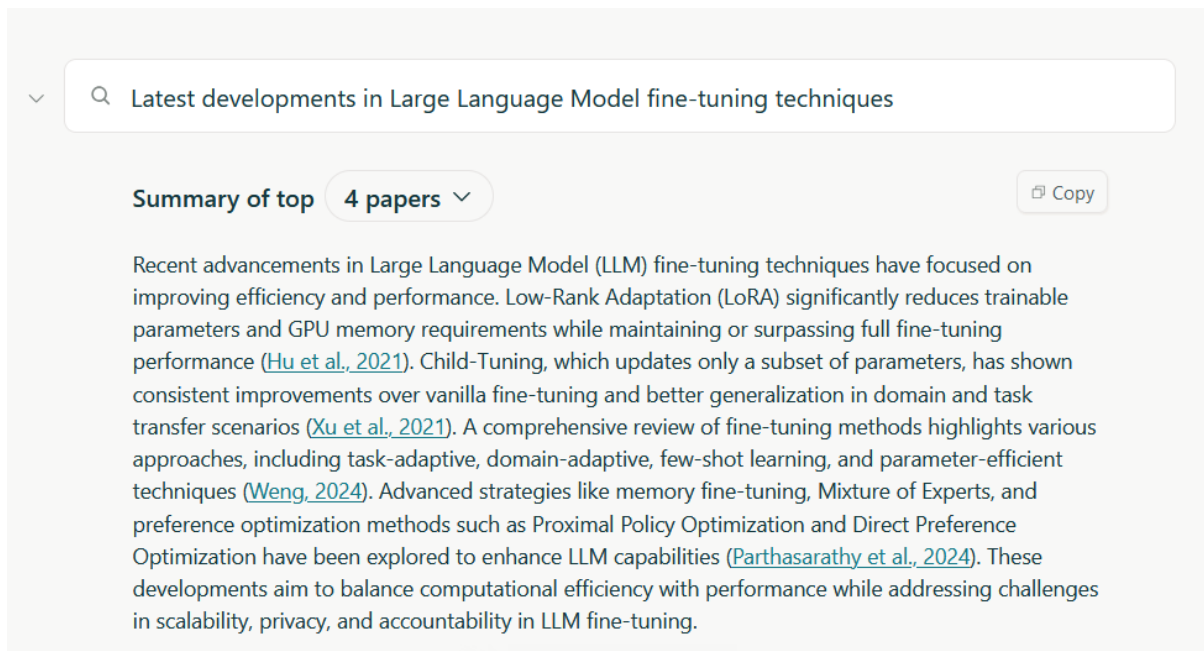 Latest developments in Large Language Model fine-tuning techniques
Summary of top 4 papers
Copy
Recent advancements in Large Language Model (LLM) fine-tuning techniques have focused on
improving efficiency and performance. Low-Rank Adaptation (LoRA) significantly reduces trainable
parameters and GPU memory requirements while maintaining or surpassing full fine-tuning
performance (Hu et al., 2021). Child-Tuning, which updates only a subset of parameters, has shown
consistent improvements over vanilla fine-tuning and better generalization in domain and task
transfer scenarios (Xu et al., 2021). A comprehensive review of fine-tuning methods highlights various
approaches, including task-adaptive, domain-adaptive, few-shot learning, and parameter-efficient
techniques (Weng, 2024). Advanced strategies like memory fine-tuning, Mixture of Experts, and
preference optimization methods such as Proximal Policy Optimization and Direct Preference
Optimization have been explored to enhance LLM capabilities (Parthasarathy et al., 2024). These
developments aim to balance computational efficiency with performance while addressing challenges
in scalability, privacy, and accountability in LLM fine-tuning.